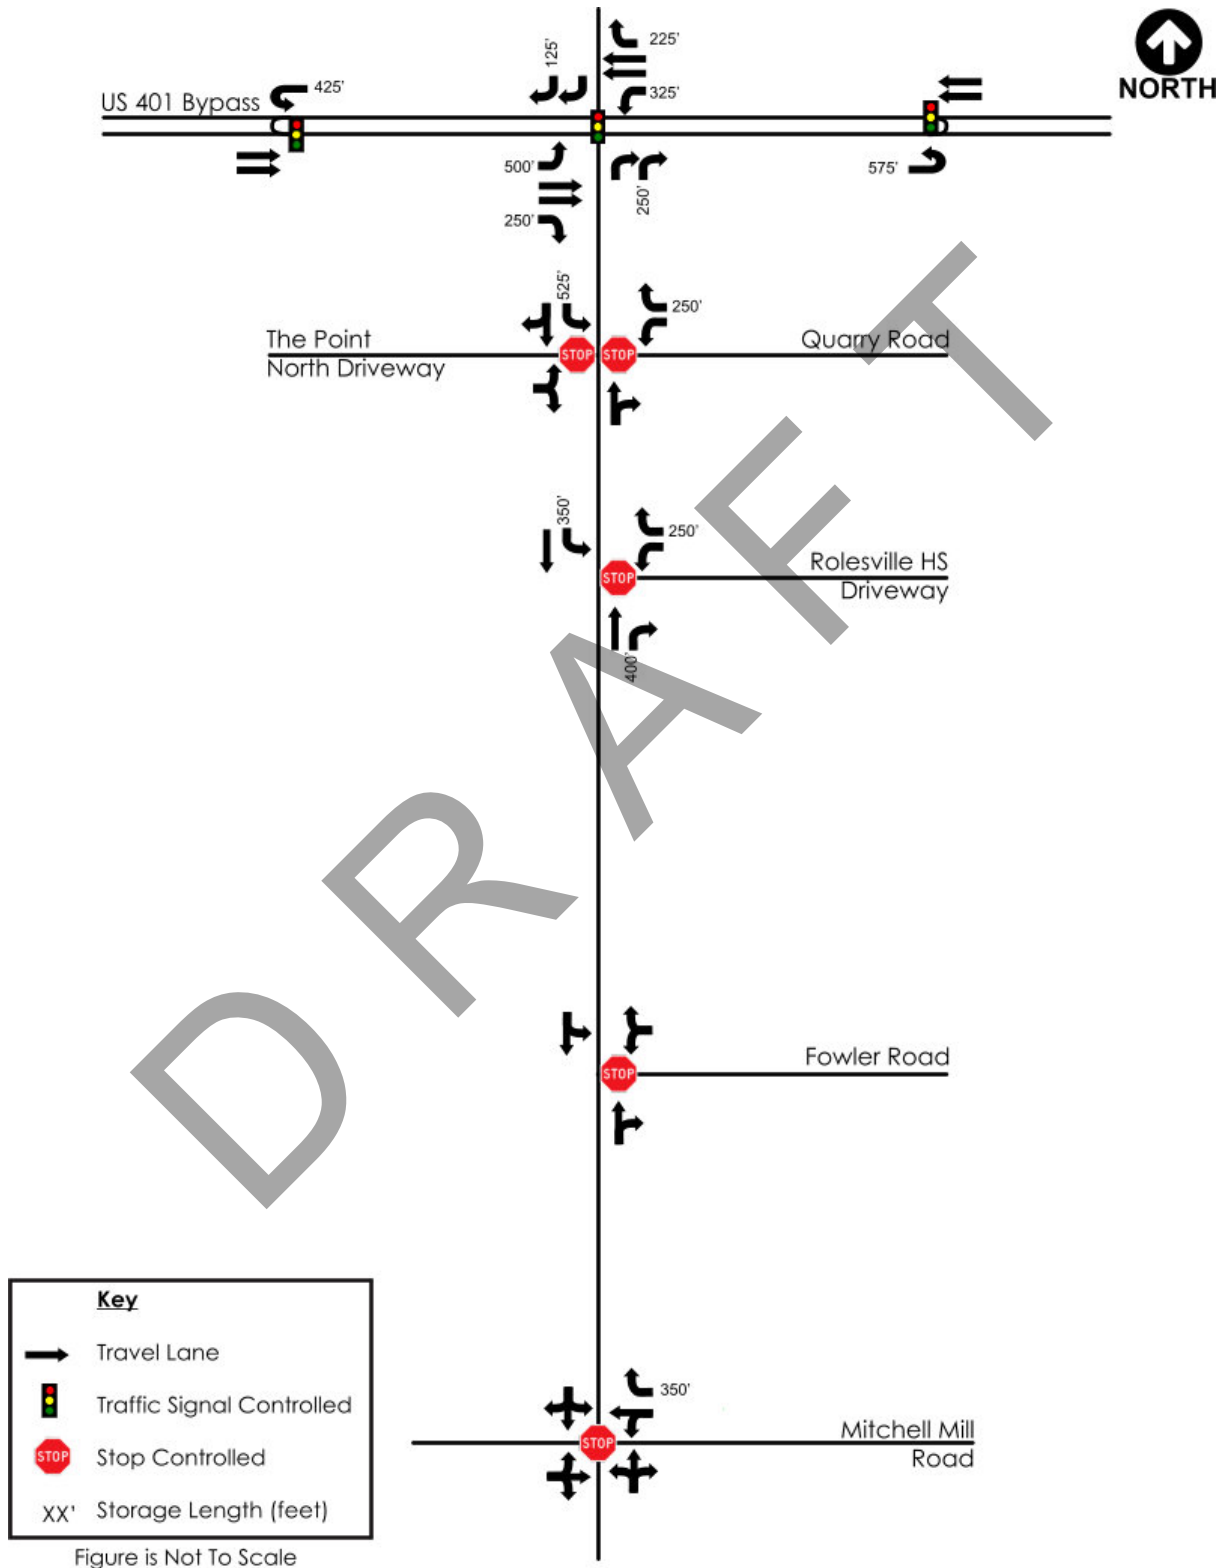 NORTH
225'
125'
425'
325'
US 401 Bypass
500'
250'
575'
250'
525'
250'
The Point
North Driveway
Quarry Road
350'
250'
Rolesville HS
Driveway
400'
DRAFT
Fowler Road
350'
Mitchell Mill
Road
STOP
STOP
STOP
STOP
STOP
Key
Travel Lane
Traffic Signal Controlled
STOP
Stop Controlled
XX' Storage Length (feet)
Figure is Not To Scale